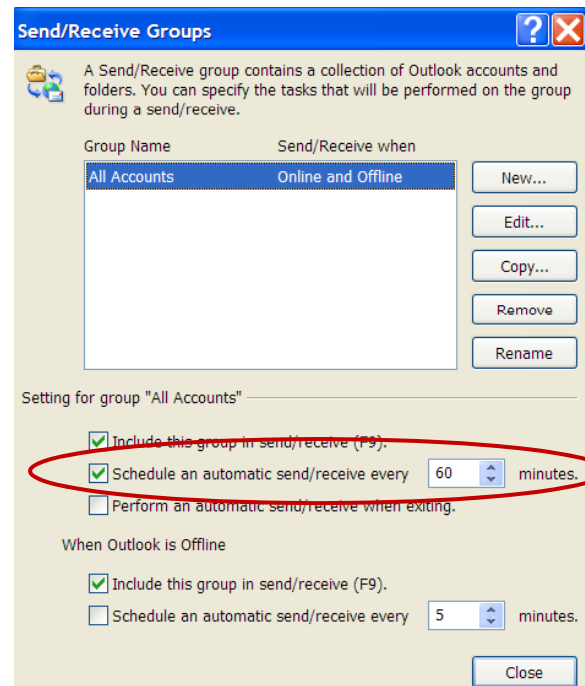 Send/Receive Groups
A Send/Receive group contains a collection of Outlook accounts and
folders. You can specify the tasks that will be performed on the group
during a send/receive.
Group Name Send/Receive when
All Accounts Online and Offline
New...
Edit...
Copy...
Remove
Rename
Setting for group "All Accounts"
Include this group in send/receive (F9).
Schedule an automatic send/receive every 60 minutes.
Perform an automatic send/receive when exiting.
When Outlook is Offline
Include this group in send/receive (F9).
Schedule an automatic send/receive every 5 minutes.
Close